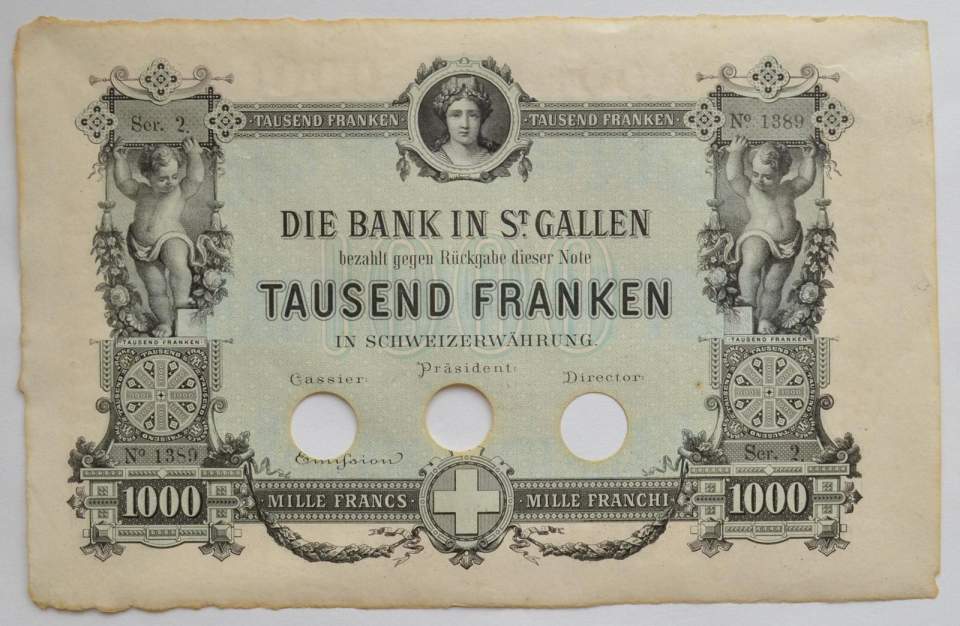 Ser. 2.
TAUSEND FRANKEN
TAUSEND FRANKEN
No 1389
DIE BANK IN ST GALLEN
bezahlt gegen Rückgabe dieser Note
1000
TAUSEND FRANKEN
IN SCHWEIZERWÄHRUNG.
TAUSEND FRANKEN
TAUSEND FRANKEN
Cassier:
Präsident:
Director:
No 1389
Emission
Ser. 2.
1000
MILLE FRANCS
MILLE FRANCHI
1000